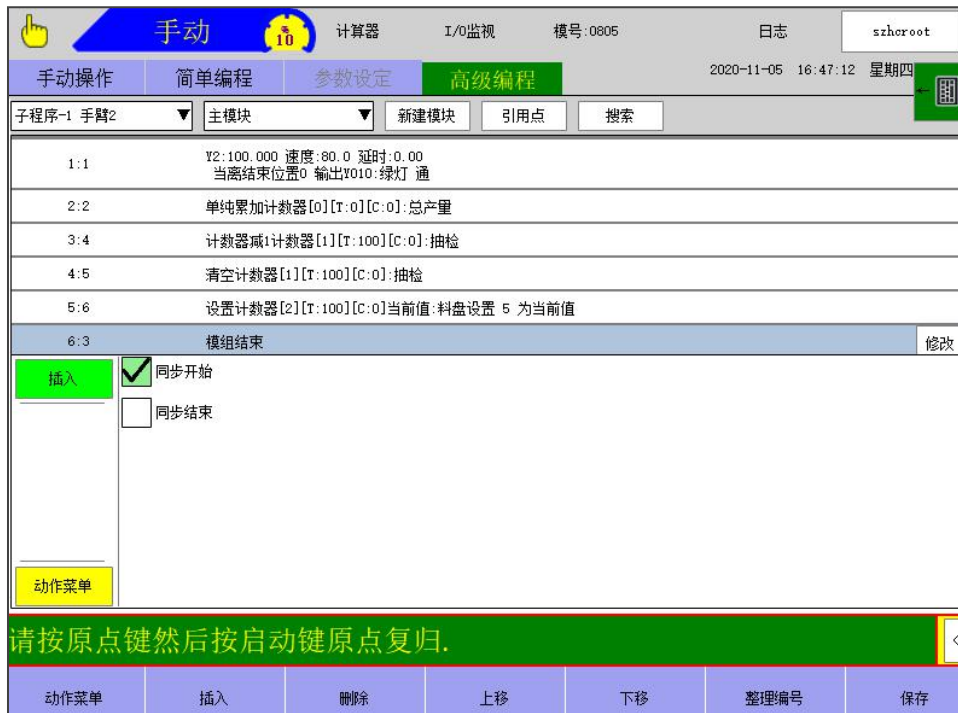 手动
%
10
计算器
I/O监视
模号:0805
日志
szhcroot
手动操作
简单编程
参数设定
高级编程
2020-11-05 16:47:12 星期四
子程序-1 手臂2
主模块
新建模块
引用点
搜索
1:1
Y2:100.000 速度:80.0 延时:0.00
当离结束位置0 输出Y010:绿灯 通
2:2
单纯累加计数器[0][T:0][C:0]:总产量
3:4
计数器减1计数器[1][T:100][C:0]:抽检
4:5
清空计数器[1][T:100][C:0]:抽检
5:6
设置计数器[2][T:100][C:0]当前值:料盘设置 5 为当前值
6:3
模组结束
修改
插入
同步开始
同步结束
动作菜单
请按原点键然后按启动键原点复归.
动作菜单
插入
删除
上移
下移
整理编号
保存